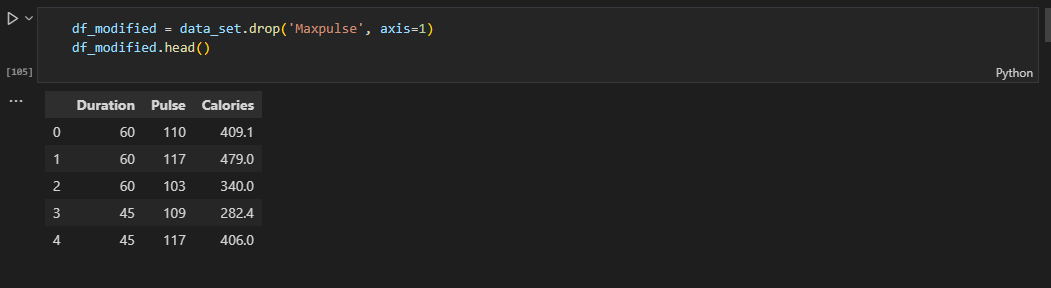 df_modified = data_set.drop('Maxpulse', axis=1)
df_modified.head()
[105]
Python
...
Duration Pulse Calories
0 60 110 409.1
1 60 117 479.0
2 60 103 340.0
3 45 109 282.4
4 45 117 406.0